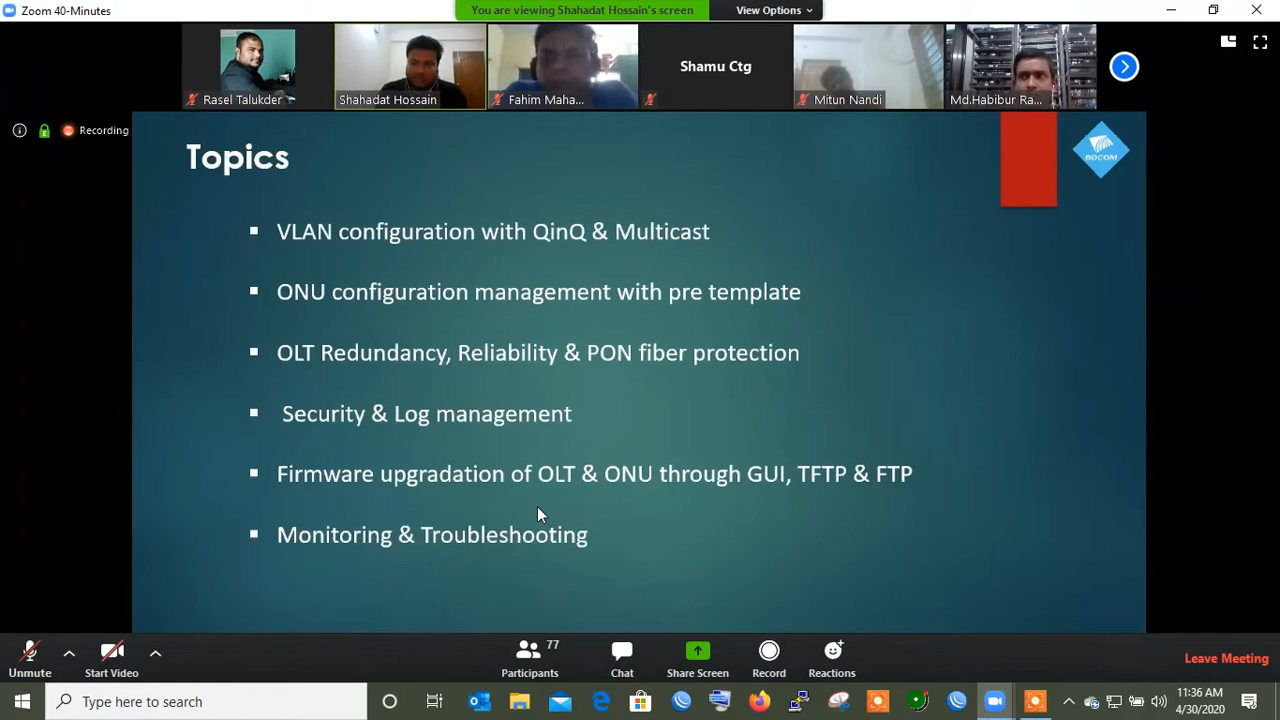 Zoom 40-Minutes
You are viewing Shahadat Hossain's screen
View Options
Rasel Talukder
Shahadat Hossain
Fahim Maha...
Shamu Ctg
Mitun Nandi
Md.Habibur Ra...
Recording
Topics
BDCOM
VLAN configuration with QinQ & Multicast
ONU configuration management with pre template
OLT Redundancy, Reliability & PON fiber protection
Security & Log management
Firmware upgradation of OLT & ONU through GUI, TFTP & FTP
Monitoring & Troubleshooting
Unmute
Start Video
77
Participants
Chat
Share Screen
Record
Reactions
Leave Meeting
Type here to search
11:36 AM
4/30/2020